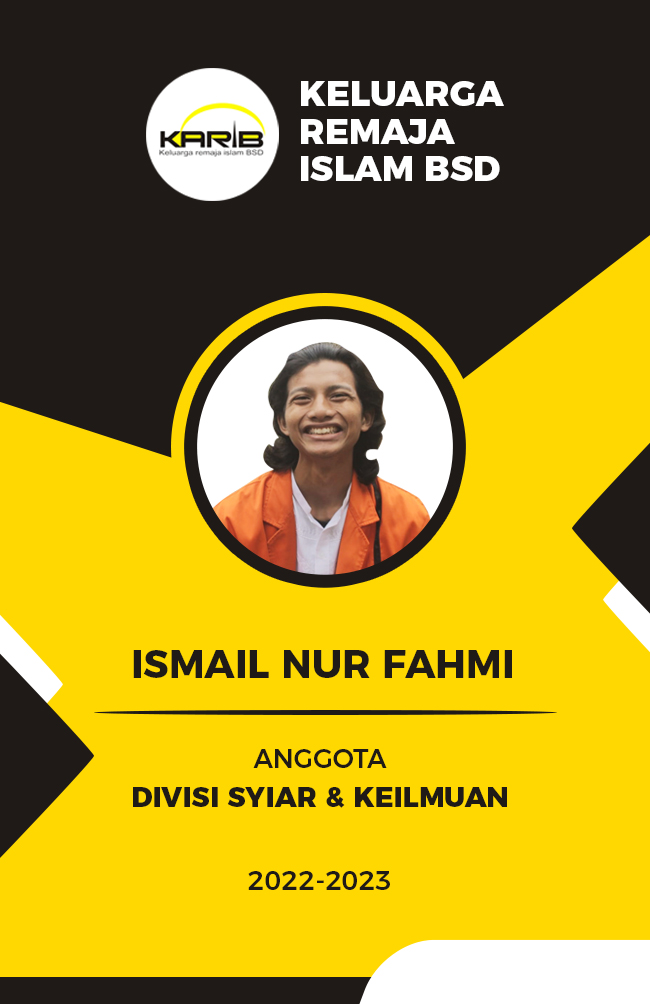 KARIB
Keluarga remaja islam BSD
KELUARGA
REMAJA
ISLAM BSD
ISMAIL NUR FAHMI
ANGGOTA
DIVISI SYIAR & KEILMUAN
2022-2023